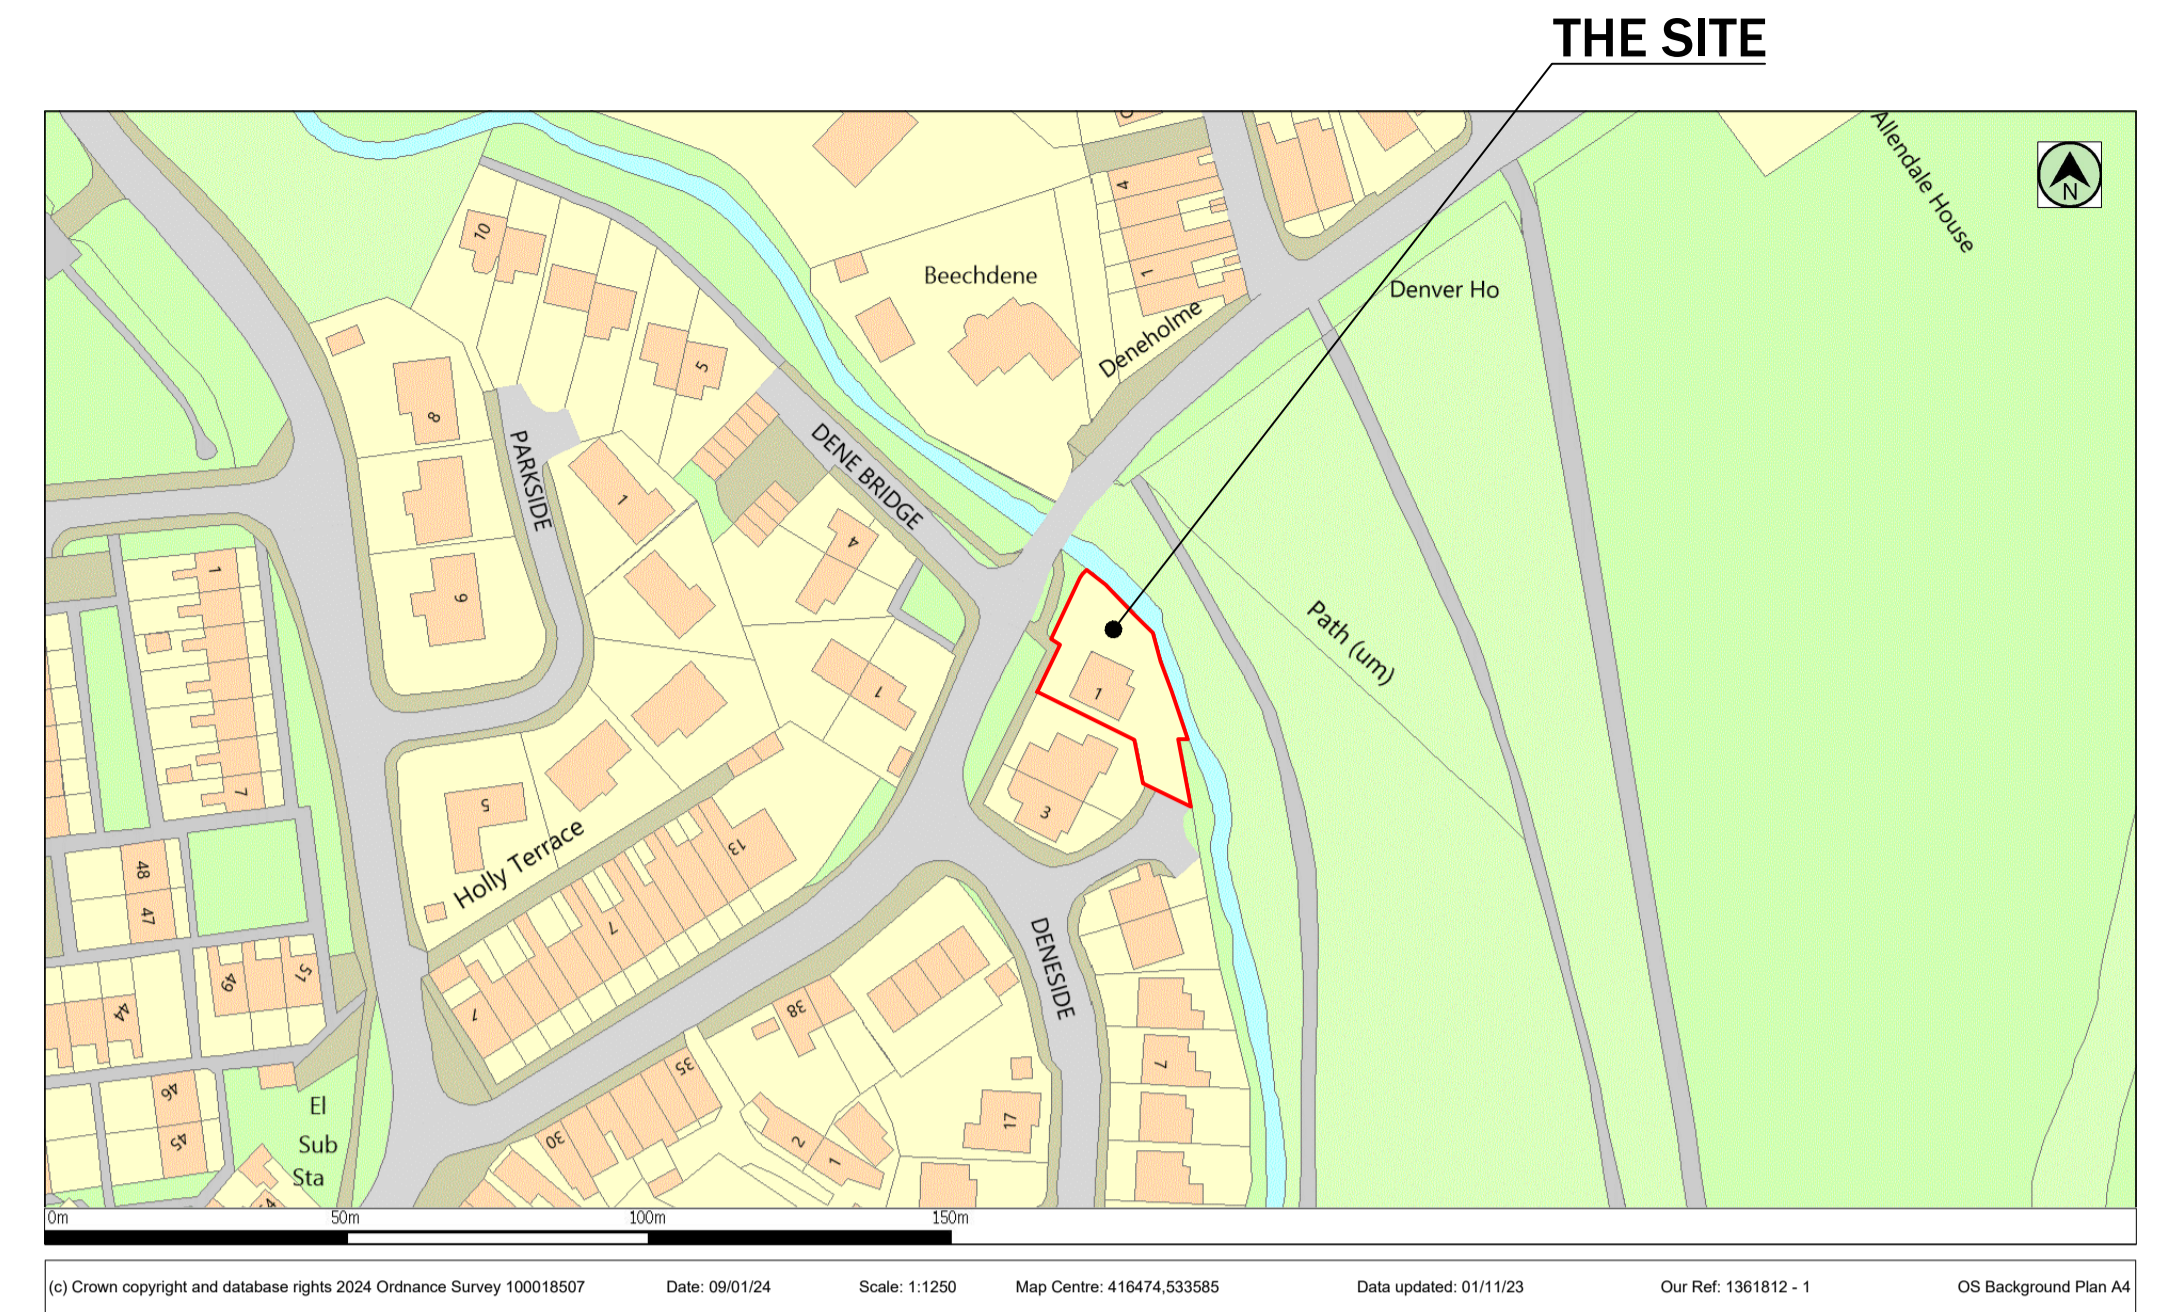 THE SITE
Allendale House
N
4
10
Beechdene
1
Denver Ho
Deneholme
5
8
PARKSIDE
DENE BRIDGE
1
4
1
9
Path (um)
1
1
7
5
3
Holly Terrace
13
48
47
7
DENESIDE
49
51
44
7
38
35
7
46
45
El
Sub
Sta
30
2
1
17
0m 50m 100m 150m
(c) Crown copyright and database rights 2024 Ordnance Survey 100018507 Date: 09/01/24 Scale: 1:1250 Map Centre: 416474,533585 Data updated: 01/11/23 Our Ref: 1361812 - 1 OS Background Plan A4